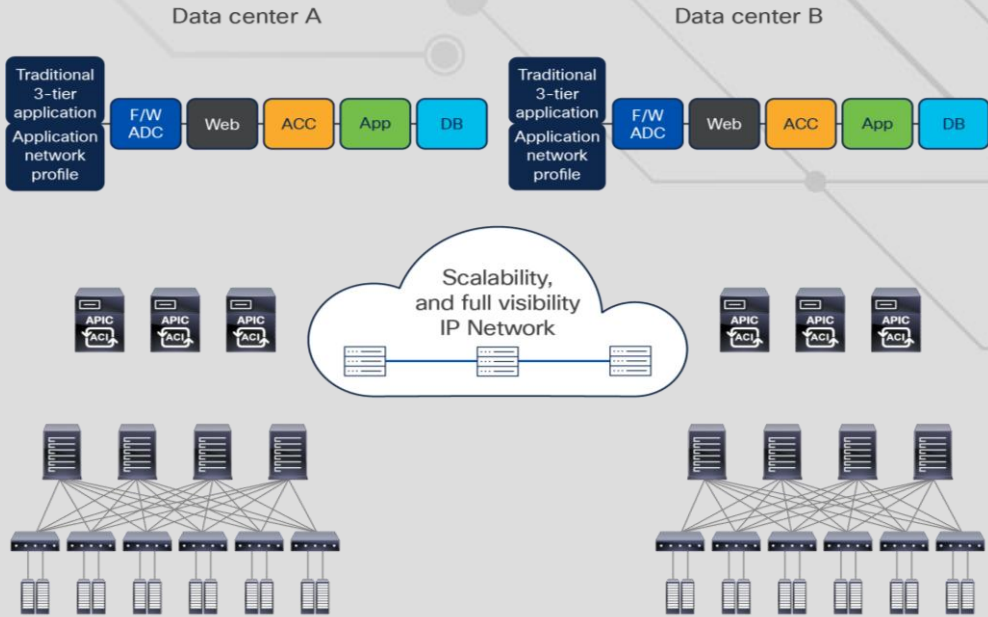 Data center A
Data center B
Traditional
3-tier
application
Application
network
profile
F/W
ADC
Web
ACC
App
DB
Traditional
3-tier
application
Application
network
profile
F/W
ADC
Web
ACC
App
DB
Scalability,
and full visibility
IP Network
APIC
ACI
APIC
ACI
APIC
ACI
APIC
ACI
APIC
ACI
APIC
ACI